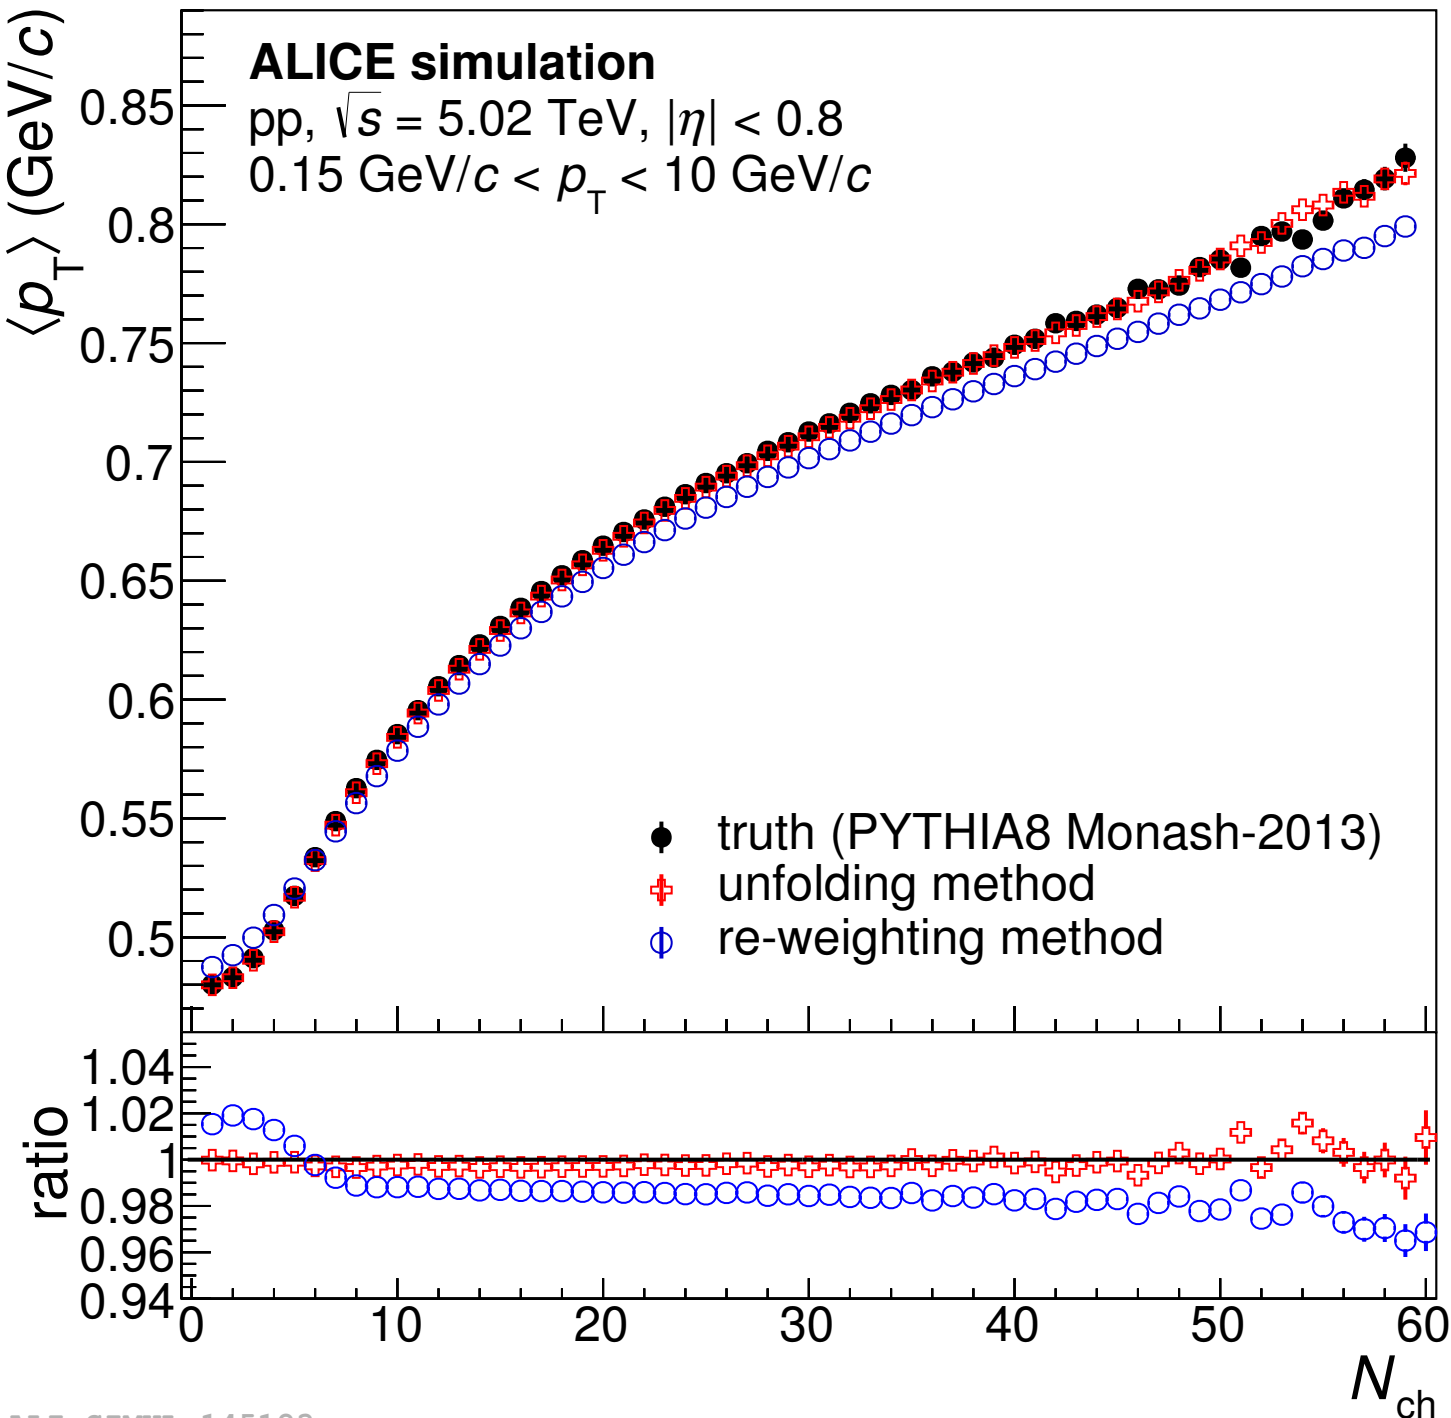 ⟨pT⟩ (GeV/c)
ALICE simulation
pp, √s = 5.02 TeV, |η| < 0.8
0.15 GeV/c < pT < 10 GeV/c
0.85
0.8
0.75
0.7
0.65
0.6
0.55
0.5
truth (PYTHIA8 Monash-2013)
unfolding method
re-weighting method
ratio
1.04
1.02
1
0.98
0.96
0.94
0 10 20 30 40 50 60
Nch